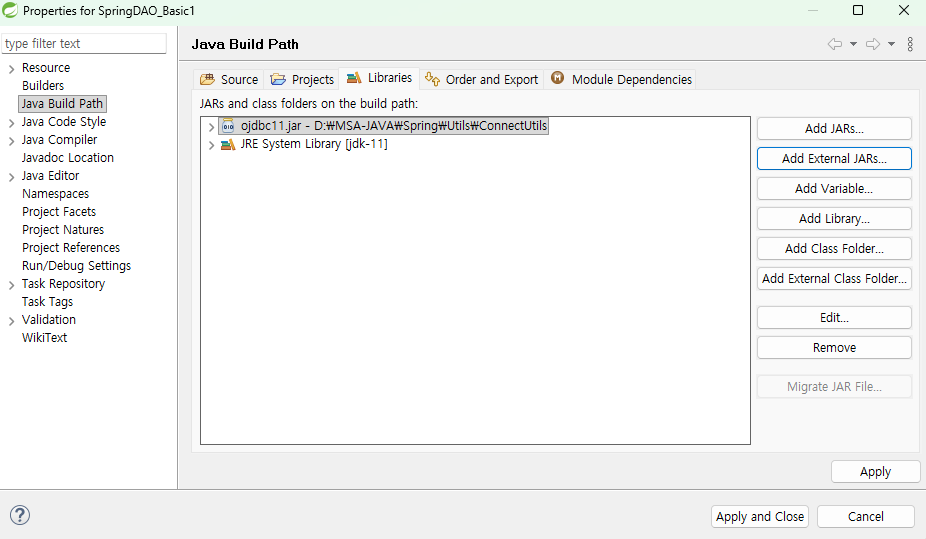 Properties for SpringDAO_Basic1
type filter text
Resource
Builders
Java Build Path
Java Code Style
Java Compiler
Javadoc Location
Java Editor
Namespaces
Project Facets
Project Natures
Project References
Run/Debug Settings
Task Repository
Task Tags
Validation
WikiText
Java Build Path
Source Projects Libraries Order and Export Module Dependencies
JARs and class folders on the build path:
ojdbc11.jar - D:₩MSA-JAVA₩Spring₩Utils₩ConnectUtils
JRE System Library [jdk-11]
Add JARs...
Add External JARs...
Add Variable...
Add Library...
Add Class Folder...
Add External Class Folder...
Edit...
Remove
Migrate JAR File...
Apply
Apply and Close Cancel